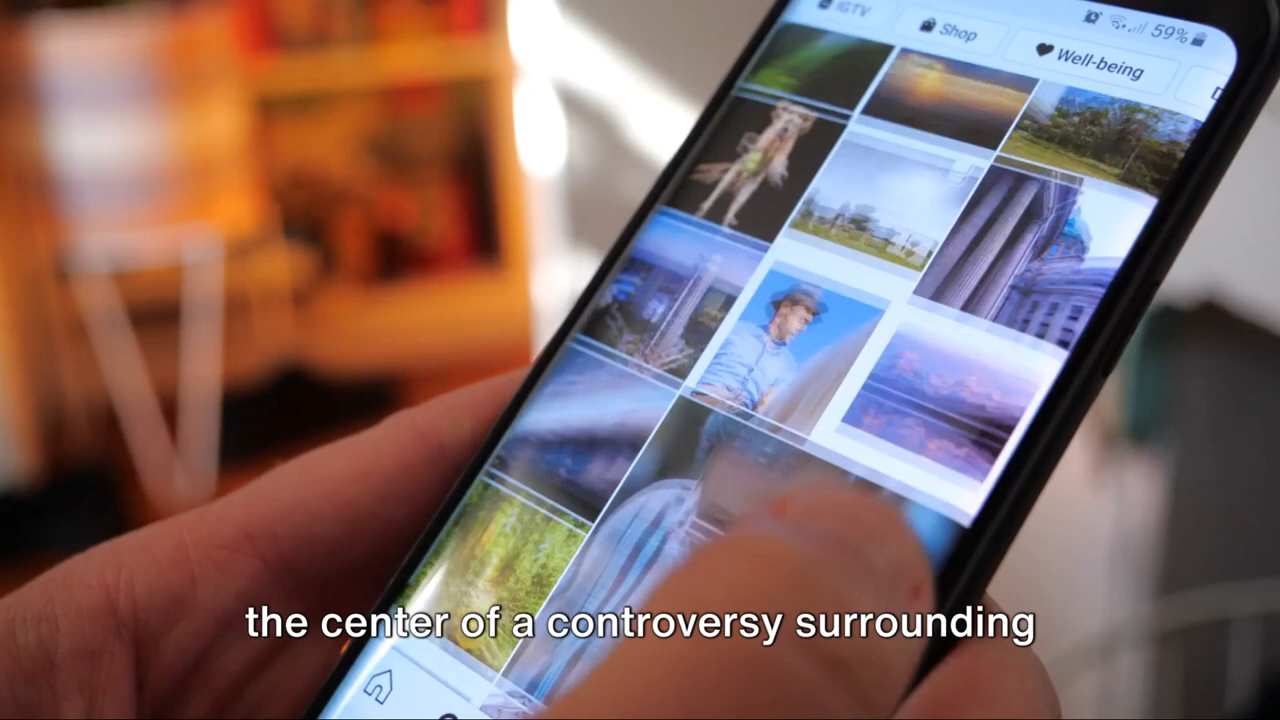 IGTV
Shop
Well-being
59%
the center of a controversy surrounding